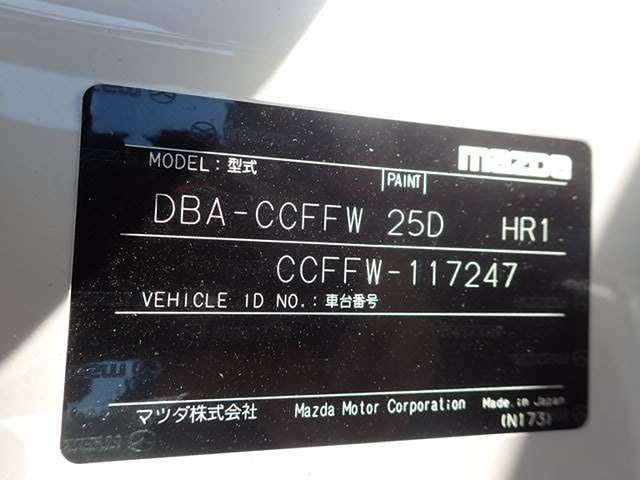 mazda
MODEL：型式
PAINT
DBA-CCFFW 25D HR1
CCFFW-117247
VEHICLE ID NO.：車台番号
マツダ株式会社 Mazda Motor Corporation Made in Japan
(N173)